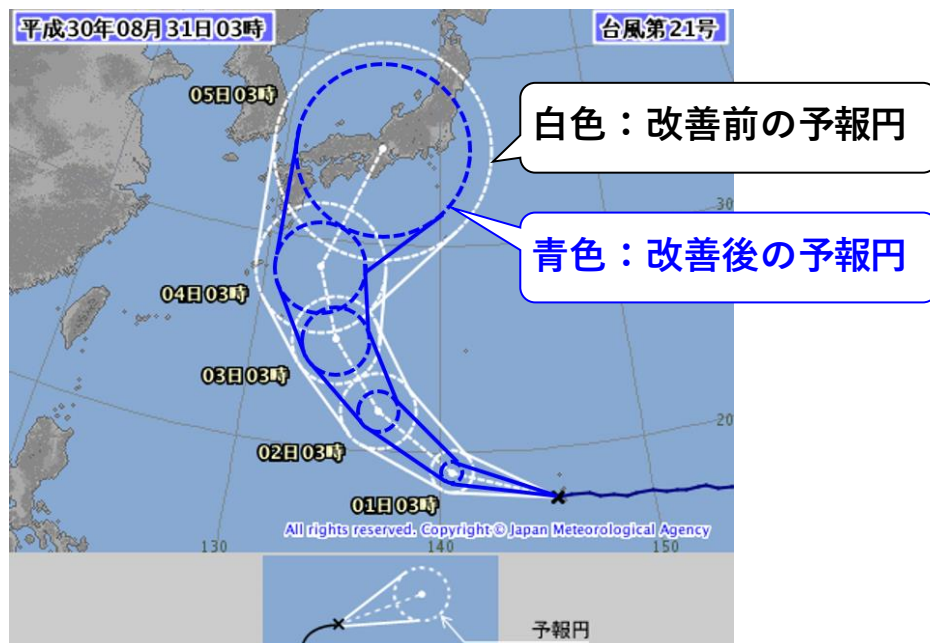 平成30年08月31日03時
台風第21号
05日03時
白色：改善前の予報円
30
青色：改善後の予報円
04日03時
03日03時
20
02日03時
01日03時
All rights reserved. Copyright © Japan Meteorological Agency
130
140
150
予報円